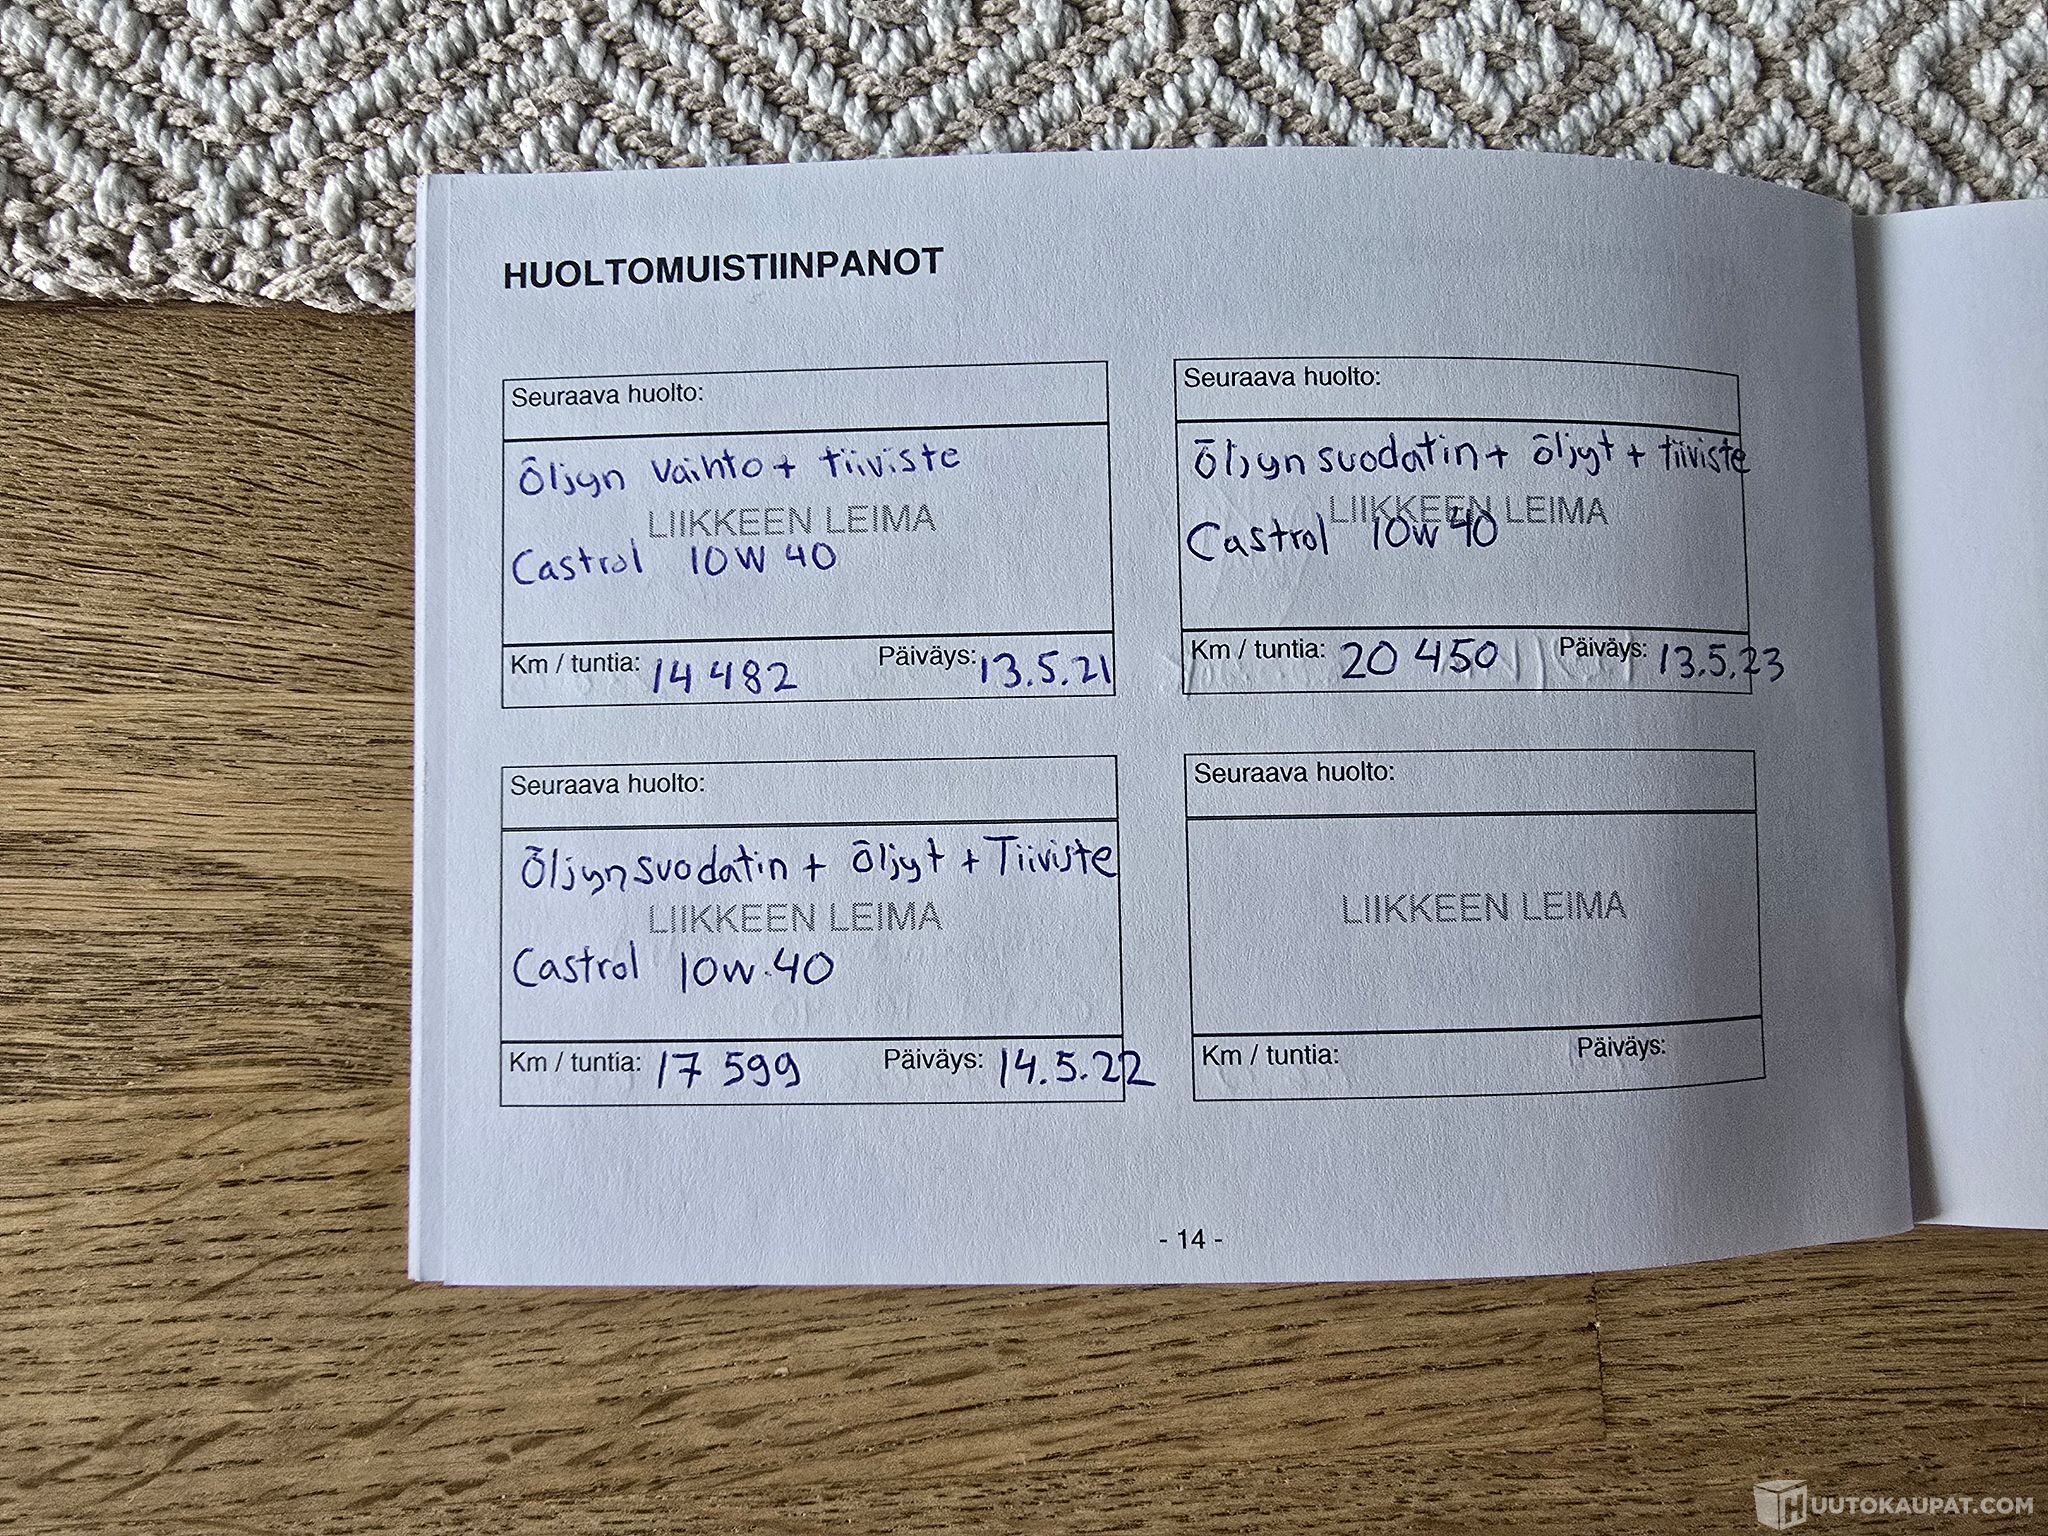 HUOLTOMUISTIINPANOT
Seuraava huolto:
Öljyn vaihto + tiiviste
LIIKKEEN LEIMA
Castrol 10W 40
Km / tuntia: 14 482 Päiväys: 13.5.21
Seuraava huolto:
Öljynsuodatin + öljyt + Tiiviste
LIIKKEEN LEIMA
Castrol 10W.40
Km / tuntia: 17 599 Päiväys: 14.5.22
Seuraava huolto:
Öljynsuodatin + öljyt + tiiviste
LIIKKEEN LEIMA
Castrol 10W 40
Km / tuntia: 20 450 Päiväys: 13.5.23
Seuraava huolto:
LIIKKEEN LEIMA
Km / tuntia: Päiväys:
- 14 -
HUUTOKAUPAT.COM